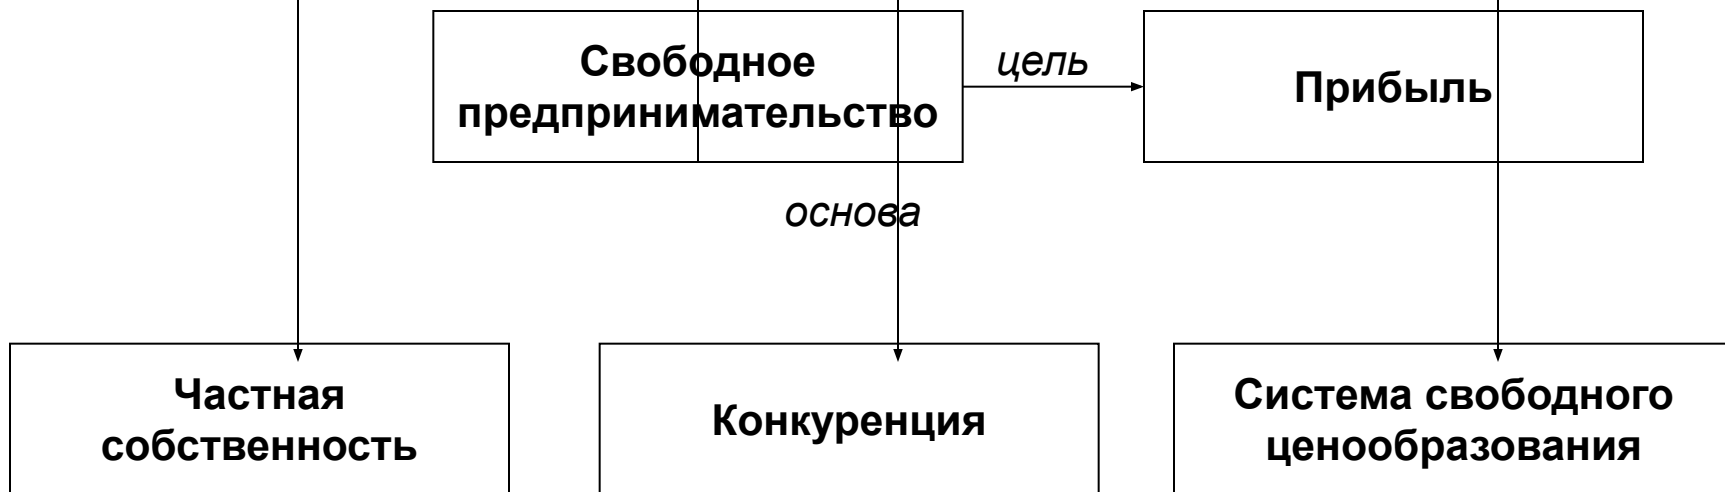 Свободное
предпринимательство
цель
Прибыль
основа
Частная
собственность
Конкуренция
Система свободного
ценообразования